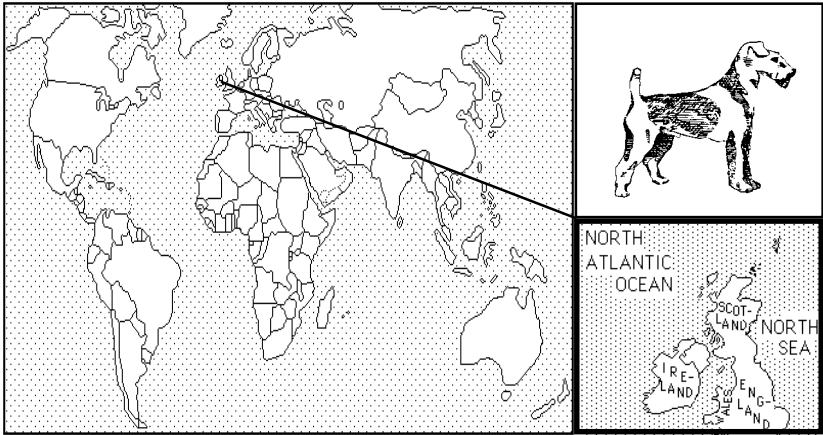 NORTH
ATLANTIC
OCEAN
SCOT-
LAND
NORTH
SEA
IRE-
LAND
WALES
ENG-
LAND